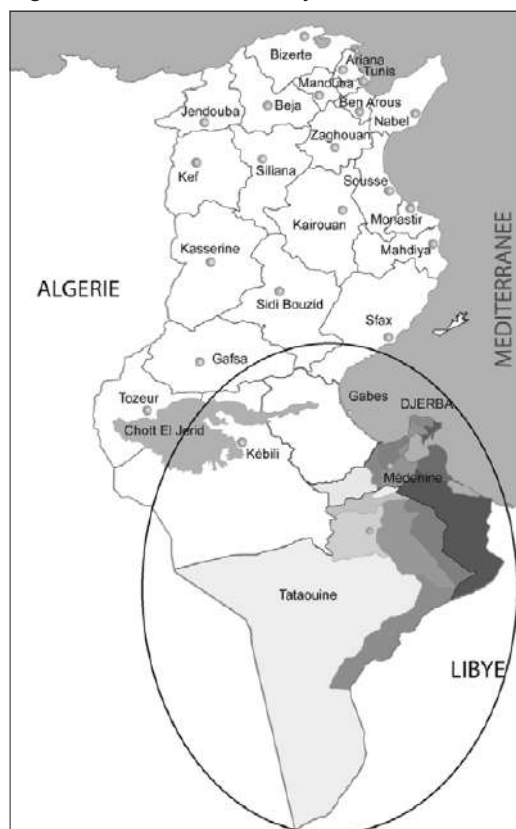 Bizerte
Ariana
Tunis
Manouba
Jendouba
Beja
Ben Arous
Nabel
Zaghouan
Kef
Siliana
Sousse
Kairouan
Monastir
Kasserine
Mahdiya
ALGERIE
MEDITERRANEE
Sidi Bouzid
Sfax
Gafsa
Tozeur
Gabes
DJERBA
Chott El Jerid
Kébili
Médenine
Tataouine
LIBYE